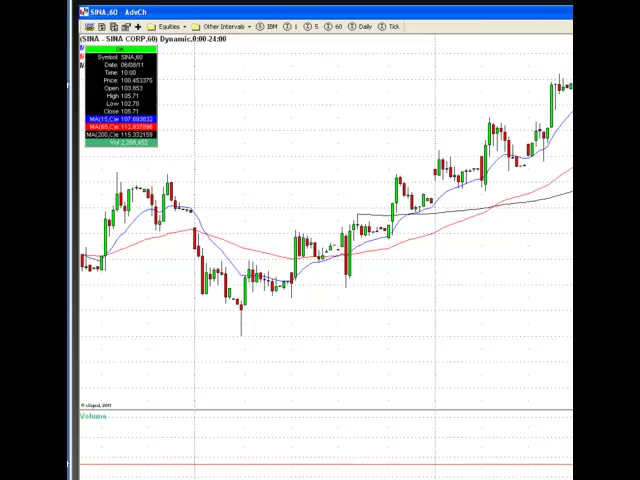 SINA,60 - AdvCh
Equities Other Intervals IBM 1 5 60 Daily Tick
(SINA - SINA CORP,60) Dynamic,0:00-24:00
Symbol SINA,60
Date: 06/08/11
Time: 10:00
Price: 100.453375
Open 103.853
High 105.71
Low 102.70
Close 105.71
MA(15,C)e 107.693632
MA(65,C)e 112.837096
MA(200,C)e 115.332159
Vol 2,286,452
© eSignal, 2011
Volume